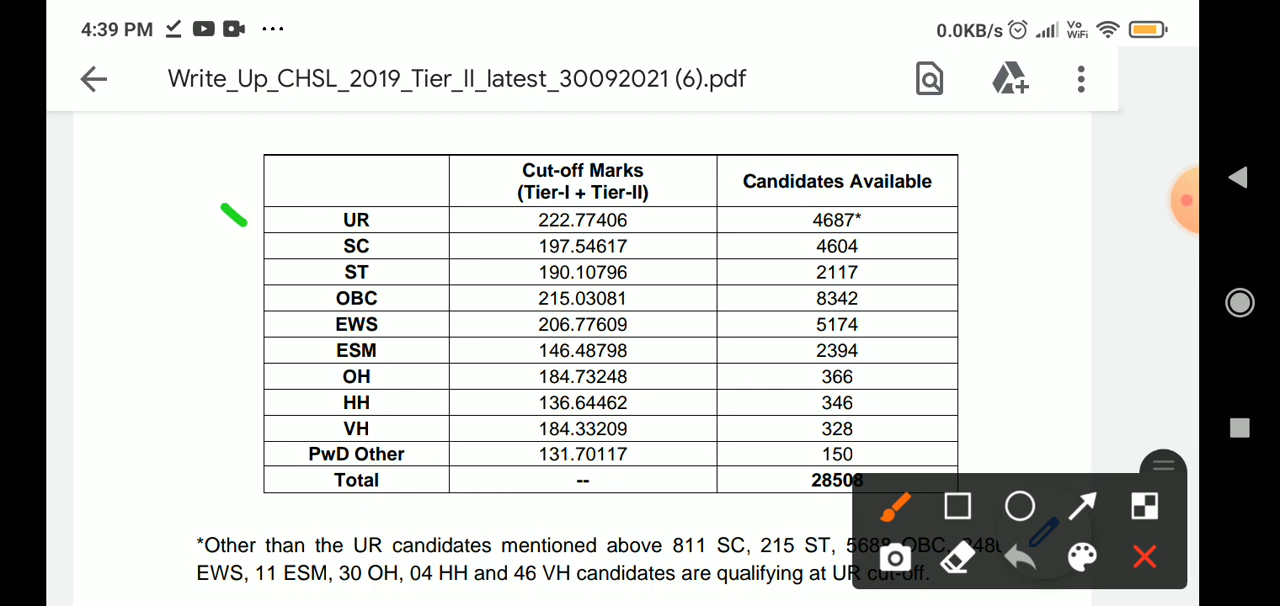 4:39 PM 0.0KB/s Vo WiFi
Write_Up_CHSL_2019_Tier_II_latest_30092021 (6).pdf
Cut-off Marks (Tier-I + Tier-II) Candidates Available
UR 222.77406 4687*
SC 197.54617 4604
ST 190.10796 2117
OBC 215.03081 8342
EWS 206.77609 5174
ESM 146.48798 2394
OH 184.73248 366
HH 136.64462 346
VH 184.33209 328
PwD Other 131.70117 150
Total -- 28508
*Other than the UR candidates mentioned above 811 SC, 215 ST, 5688 OBC,
EWS, 11 ESM, 30 OH, 04 HH and 46 VH candidates are qualifying at UR cut-off.